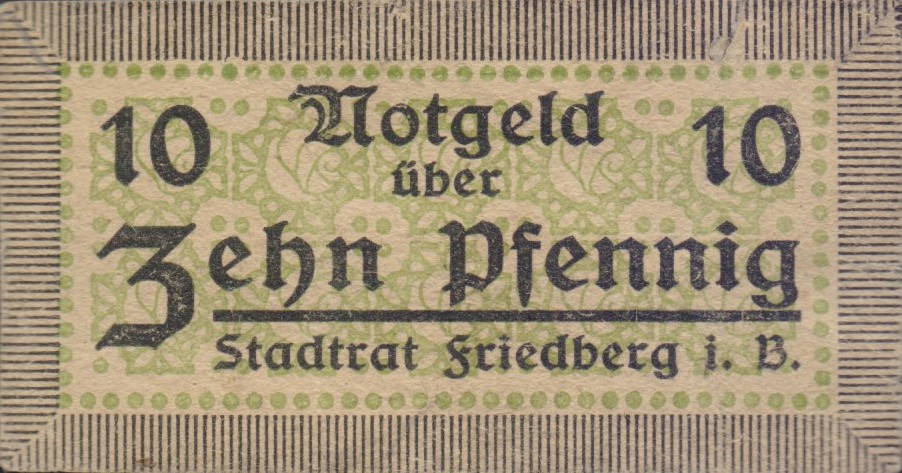 10 Notgeld 10
über
Zehn Pfennig
Stadtrat Friedberg i. B.